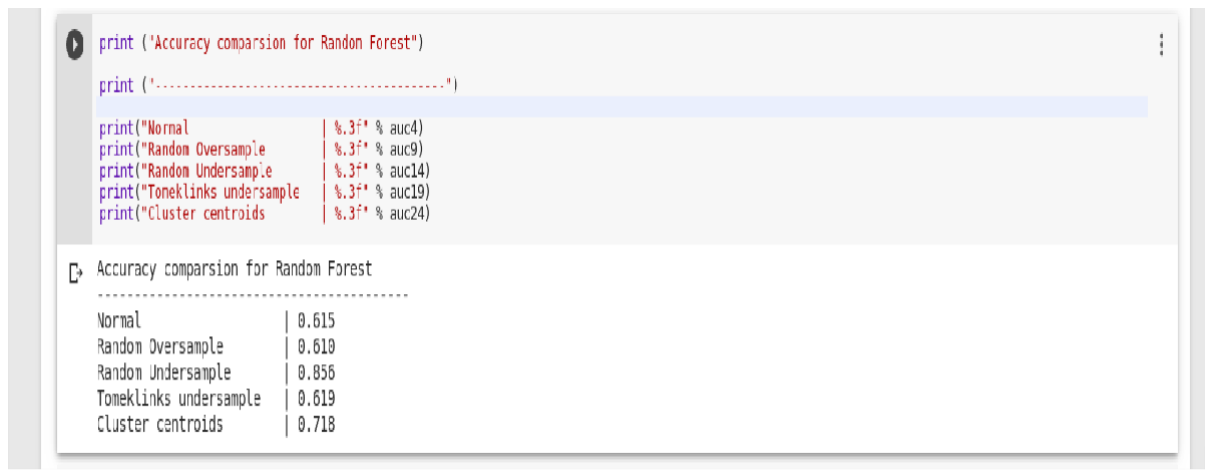 print ("Accuracy comparsion for Random Forest")
print ("-----------------------------------------")
print("Normal                    | %.3f" % auc4)
print("Random Oversample         | %.3f" % auc9)
print("Random Undersample        | %.3f" % auc14)
print("Tomeklinks undersample    | %.3f" % auc19)
print("Cluster centroids         | %.3f" % auc24)
Accuracy comparsion for Random Forest
-----------------------------------------
Normal                    | 0.615
Random Oversample         | 0.610
Random Undersample        | 0.856
Tomeklinks undersample    | 0.619
Cluster centroids         | 0.718